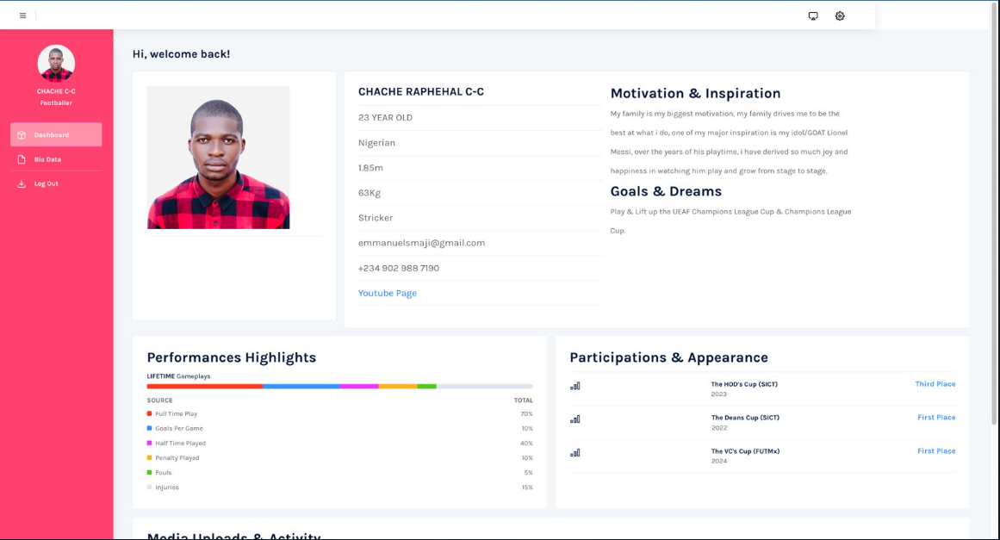 CHACHE C-C
Footballer
Dashboard
Bio Data
Log Out
Hi, welcome back!
CHACHE RAPHEHAL C-C
23 YEAR OLD
Nigerian
1.85m
63Kg
Stricker
emmanuelsmaji@gmail.com
+234 902 988 7190
Youtube Page
Motivation & Inspiration
My family is my biggest motivation, my family drives me to be the
best at what i do, one of my major inspiration is my idol/GOAT Lionel
Messi, over the years of his playtime, i have derived so much joy and
happiness in watching him play and grow from stage to stage.
Goals & Dreams
Play & Lift up the UEAF Champions League Cup & Champions League
Cup.
Performances Highlights
LIFETIME Gameplays
SOURCE TOTAL
Full Time Play 70%
Goals Per Game 10%
Half Time Played 40%
Penalty Played 10%
Fouls 5%
Injuries 15%
Participations & Appearance
The HOD's Cup (SICT) Third Place
2023
The Deans Cup (SICT) First Place
2022
The VC's Cup (FUTMx) First Place
2024
Media Uploads & Activity